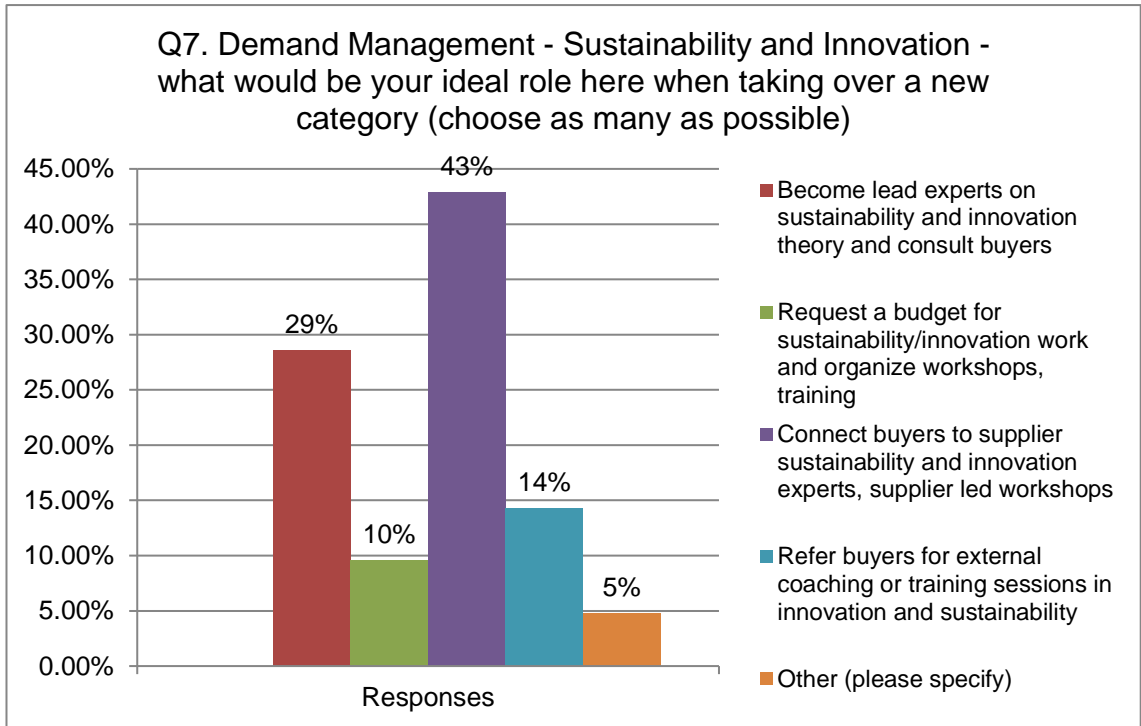 Q7. Demand Management - Sustainability and Innovation -
what would be your ideal role here when taking over a new
category (choose as many as possible)
45.00%
40.00%
35.00%
30.00%
25.00%
20.00%
15.00%
10.00%
5.00%
0.00%
29%
10%
43%
14%
5%
Responses
Become lead experts on
sustainability and innovation
theory and consult buyers
Request a budget for
sustainability/innovation work
and organize workshops,
training
Connect buyers to supplier
sustainability and innovation
experts, supplier led workshops
Refer buyers for external
coaching or training sessions in
innovation and sustainability
Other (please specify)